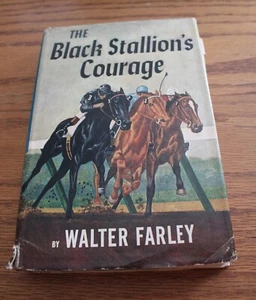 THE
Black Stallion's
Courage
BY WALTER FARLEY